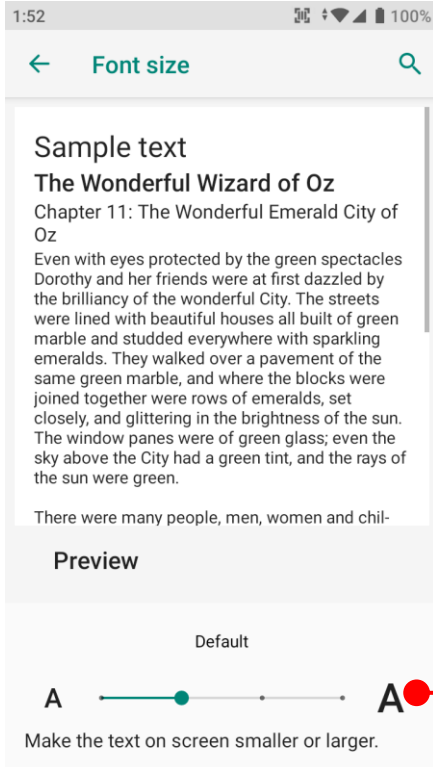 1:52 100%
Font size
Sample text
The Wonderful Wizard of Oz
Chapter 11: The Wonderful Emerald City of
Oz
Even with eyes protected by the green spectacles
Dorothy and her friends were at first dazzled by
the brilliancy of the wonderful City. The streets
were lined with beautiful houses all built of green
marble and studded everywhere with sparkling
emeralds. They walked over a pavement of the
same green marble, and where the blocks were
joined together were rows of emeralds, set
closely, and glittering in the brightness of the sun.
The window panes were of green glass; even the
sky above the City had a green tint, and the rays of
the sun were green.
There were many people, men, women and chil-
Preview
Default
A A
Make the text on screen smaller or larger.